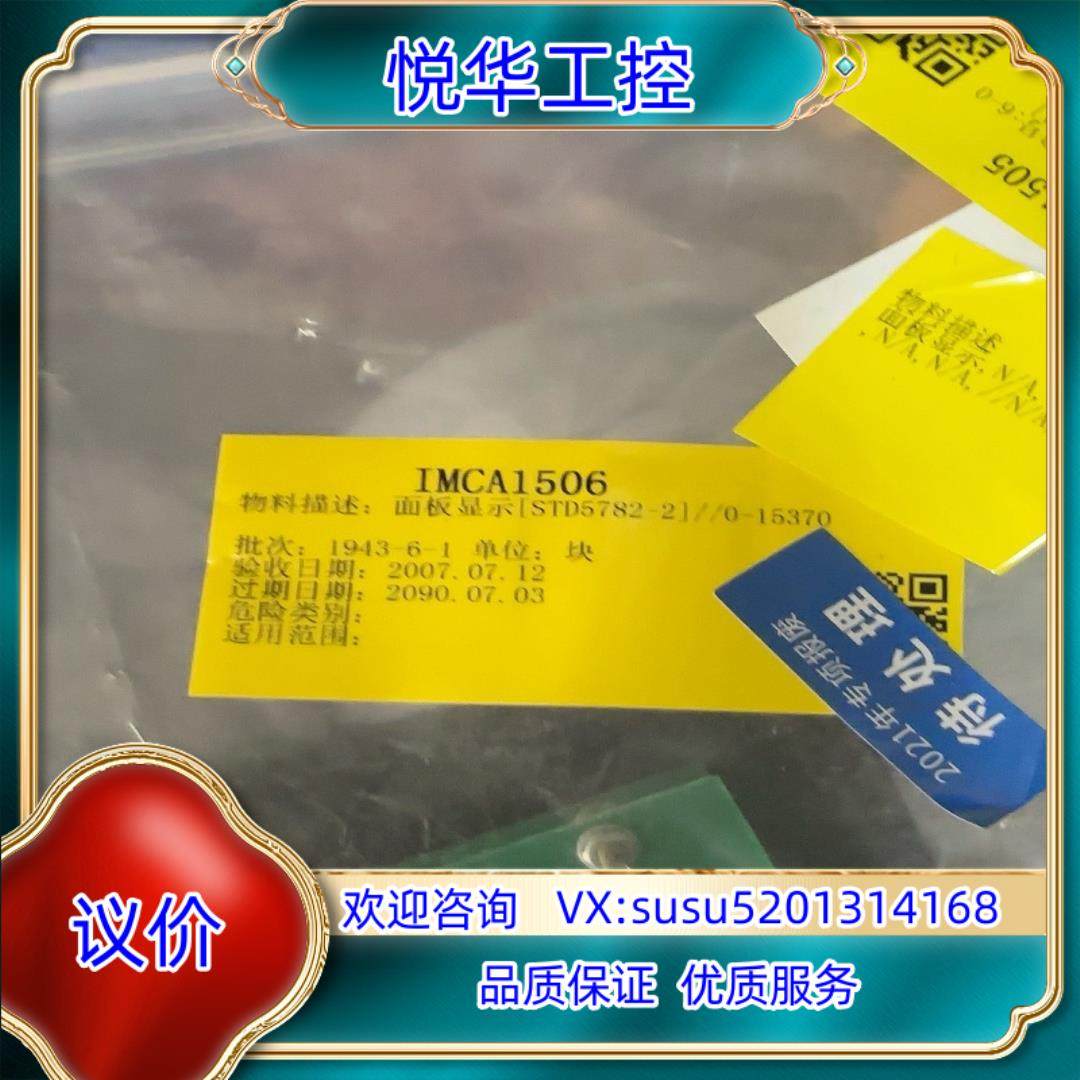 悦华工控
505
物料描述
面板显示, N/A,
, N/A, N/A, //N/A
IMCA1506
物料描述: 面板显示[STD5782-2]//0-15370
批次: 1943-6-1 单位: 块
验收日期: 2007.07.12
过期日期: 2090.07.03
危险类别:
适用范围:
2021年专项报废
待处理
议价
欢迎咨询 VX:susu5201314168
品质保证 优质服务